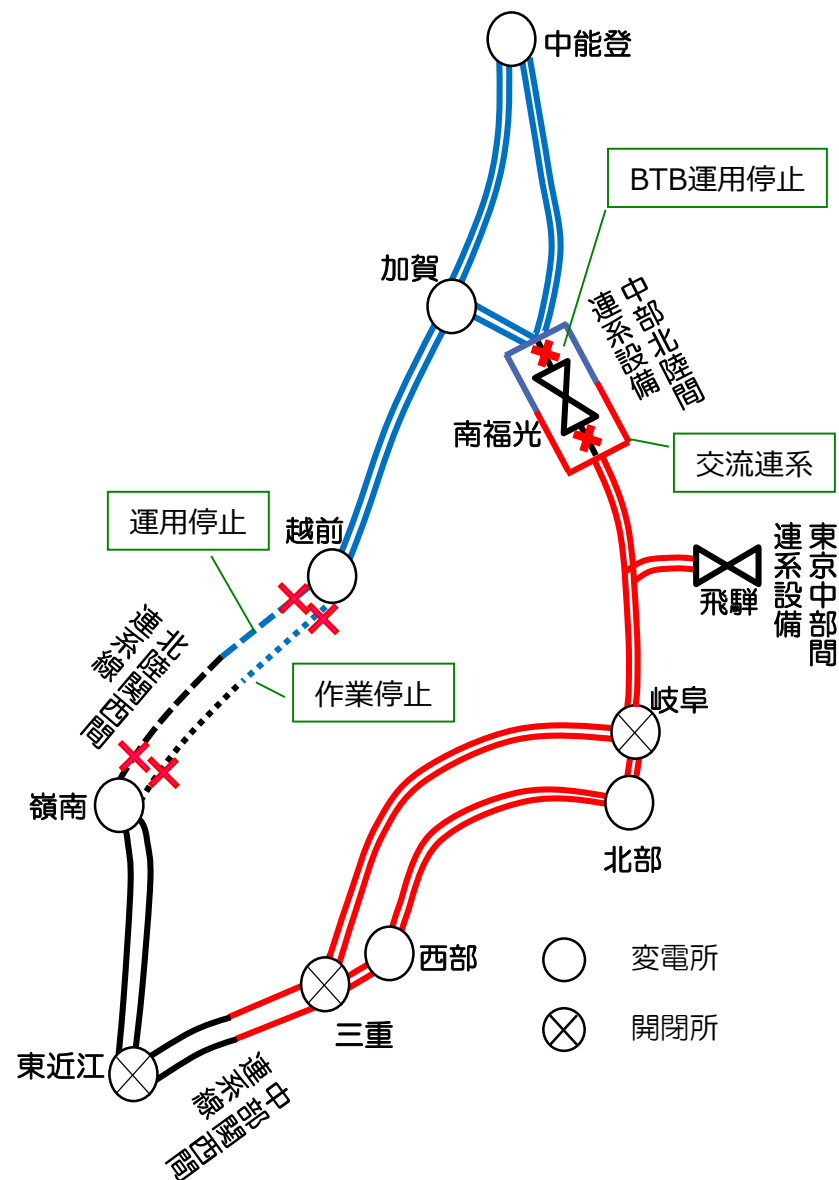 中能登
BTB運用停止
加賀
中部北陸間
連系設備
南福光
交流連系
運用停止
越前
東京中部間
連系設備
飛騨
北陸関西間
連系線
作業停止
岐阜
嶺南
北部
西部
変電所
三重
開閉所
東近江
中部関西間
連系線